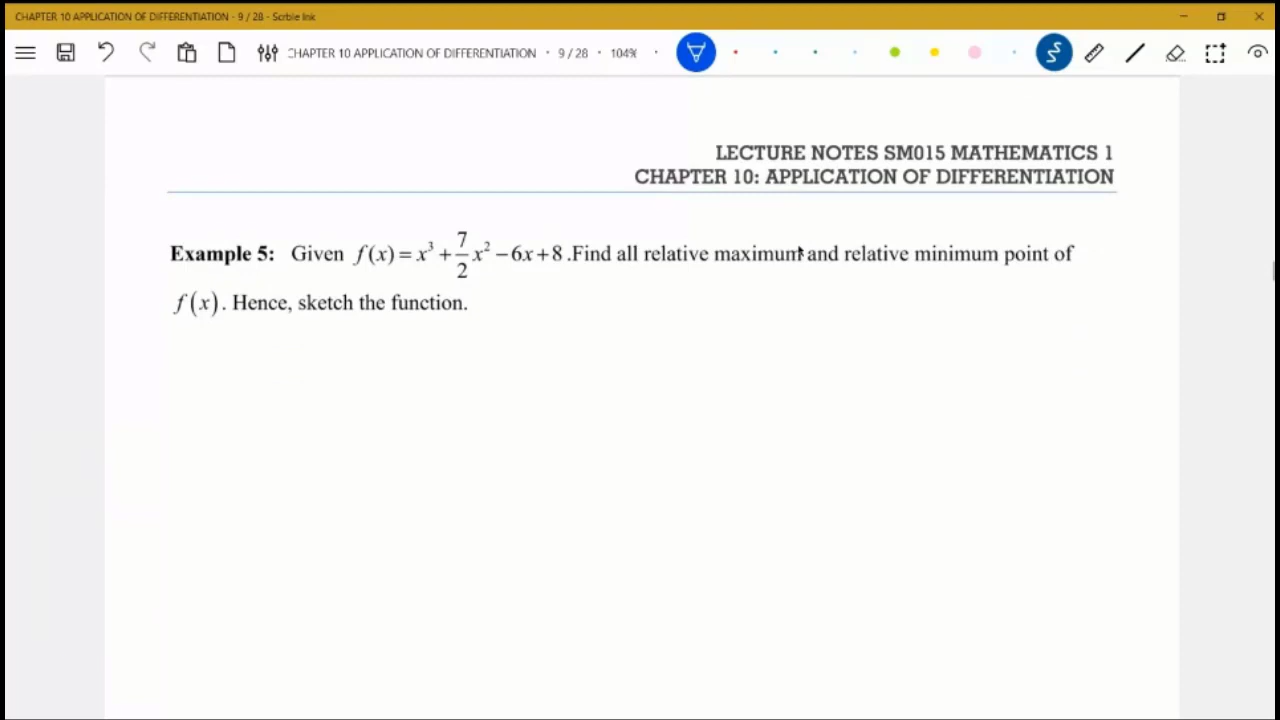 CHAPTER 10 APPLICATION OF DIFFERENTIATION - 9 / 28 - Scrble Ink
CHAPTER 10 APPLICATION OF DIFFERENTIATION · 9 / 28 · 104% ·
LECTURE NOTES SM015 MATHEMATICS 1
CHAPTER 10: APPLICATION OF DIFFERENTIATION
Example 5: Given f(x) = x³ + 7/2 x² − 6x + 8 .Find all relative maximum and relative minimum point of
f(x). Hence, sketch the function.